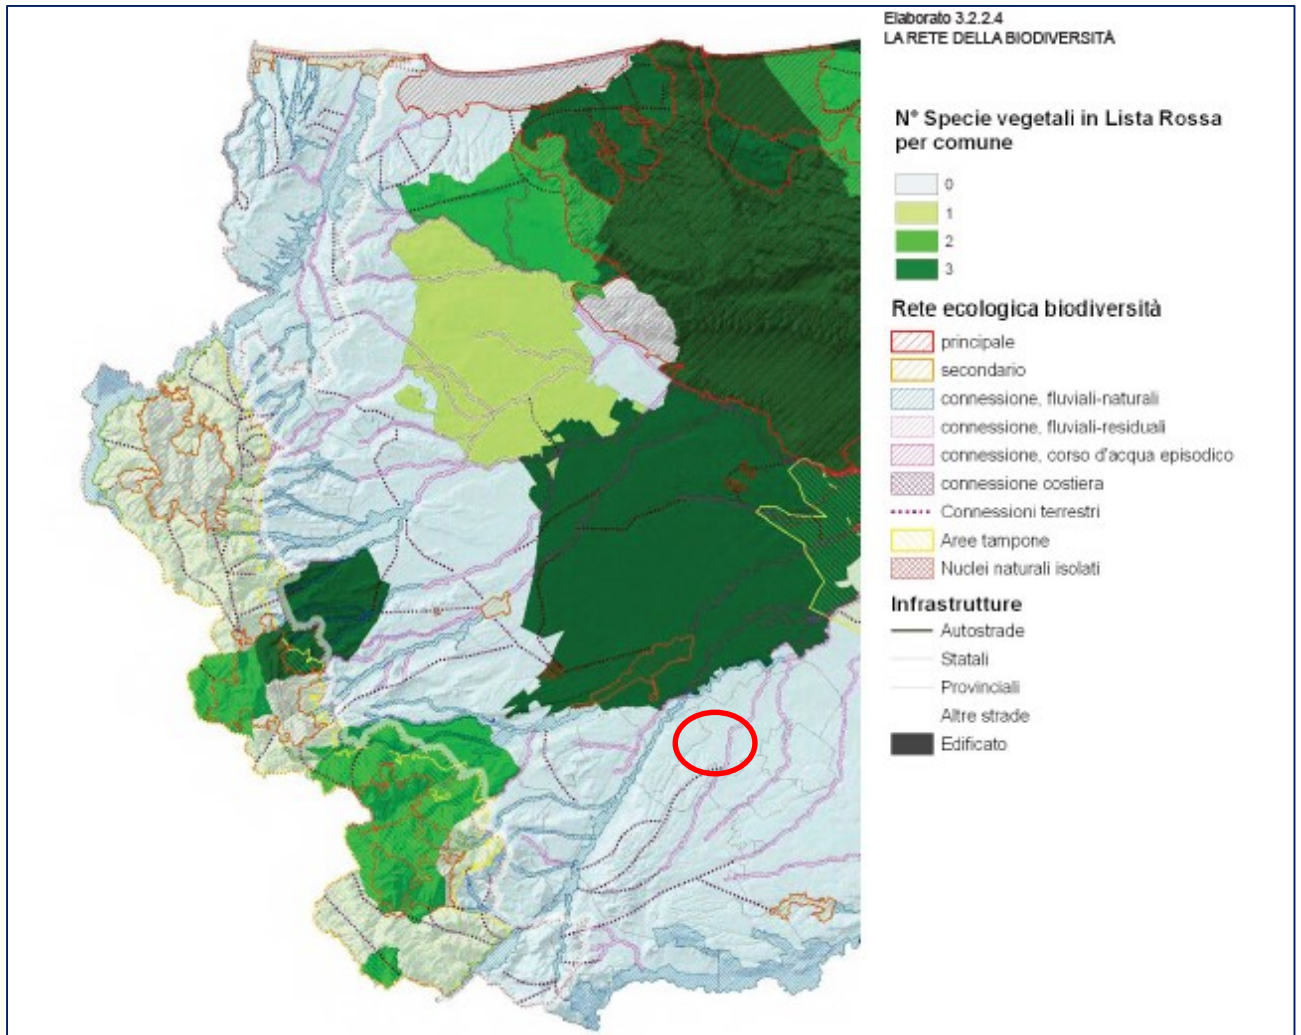 Elaborato 3.2.2.4
LA RETE DELLA BIODIVERSITÀ
N° Specie vegetali in Lista Rossa
per comune
0
1
2
3
Rete ecologica biodiversità
principale
secondario
connessione, fluviali-naturali
connessione, fluviali-residuali
connessione, corso d'acqua episodico
connessione costiera
Connessioni terrestri
Aree tampone
Nuclei naturali isolati
Infrastrutture
Autostrade
Statali
Provinciali
Altre strade
Edificato